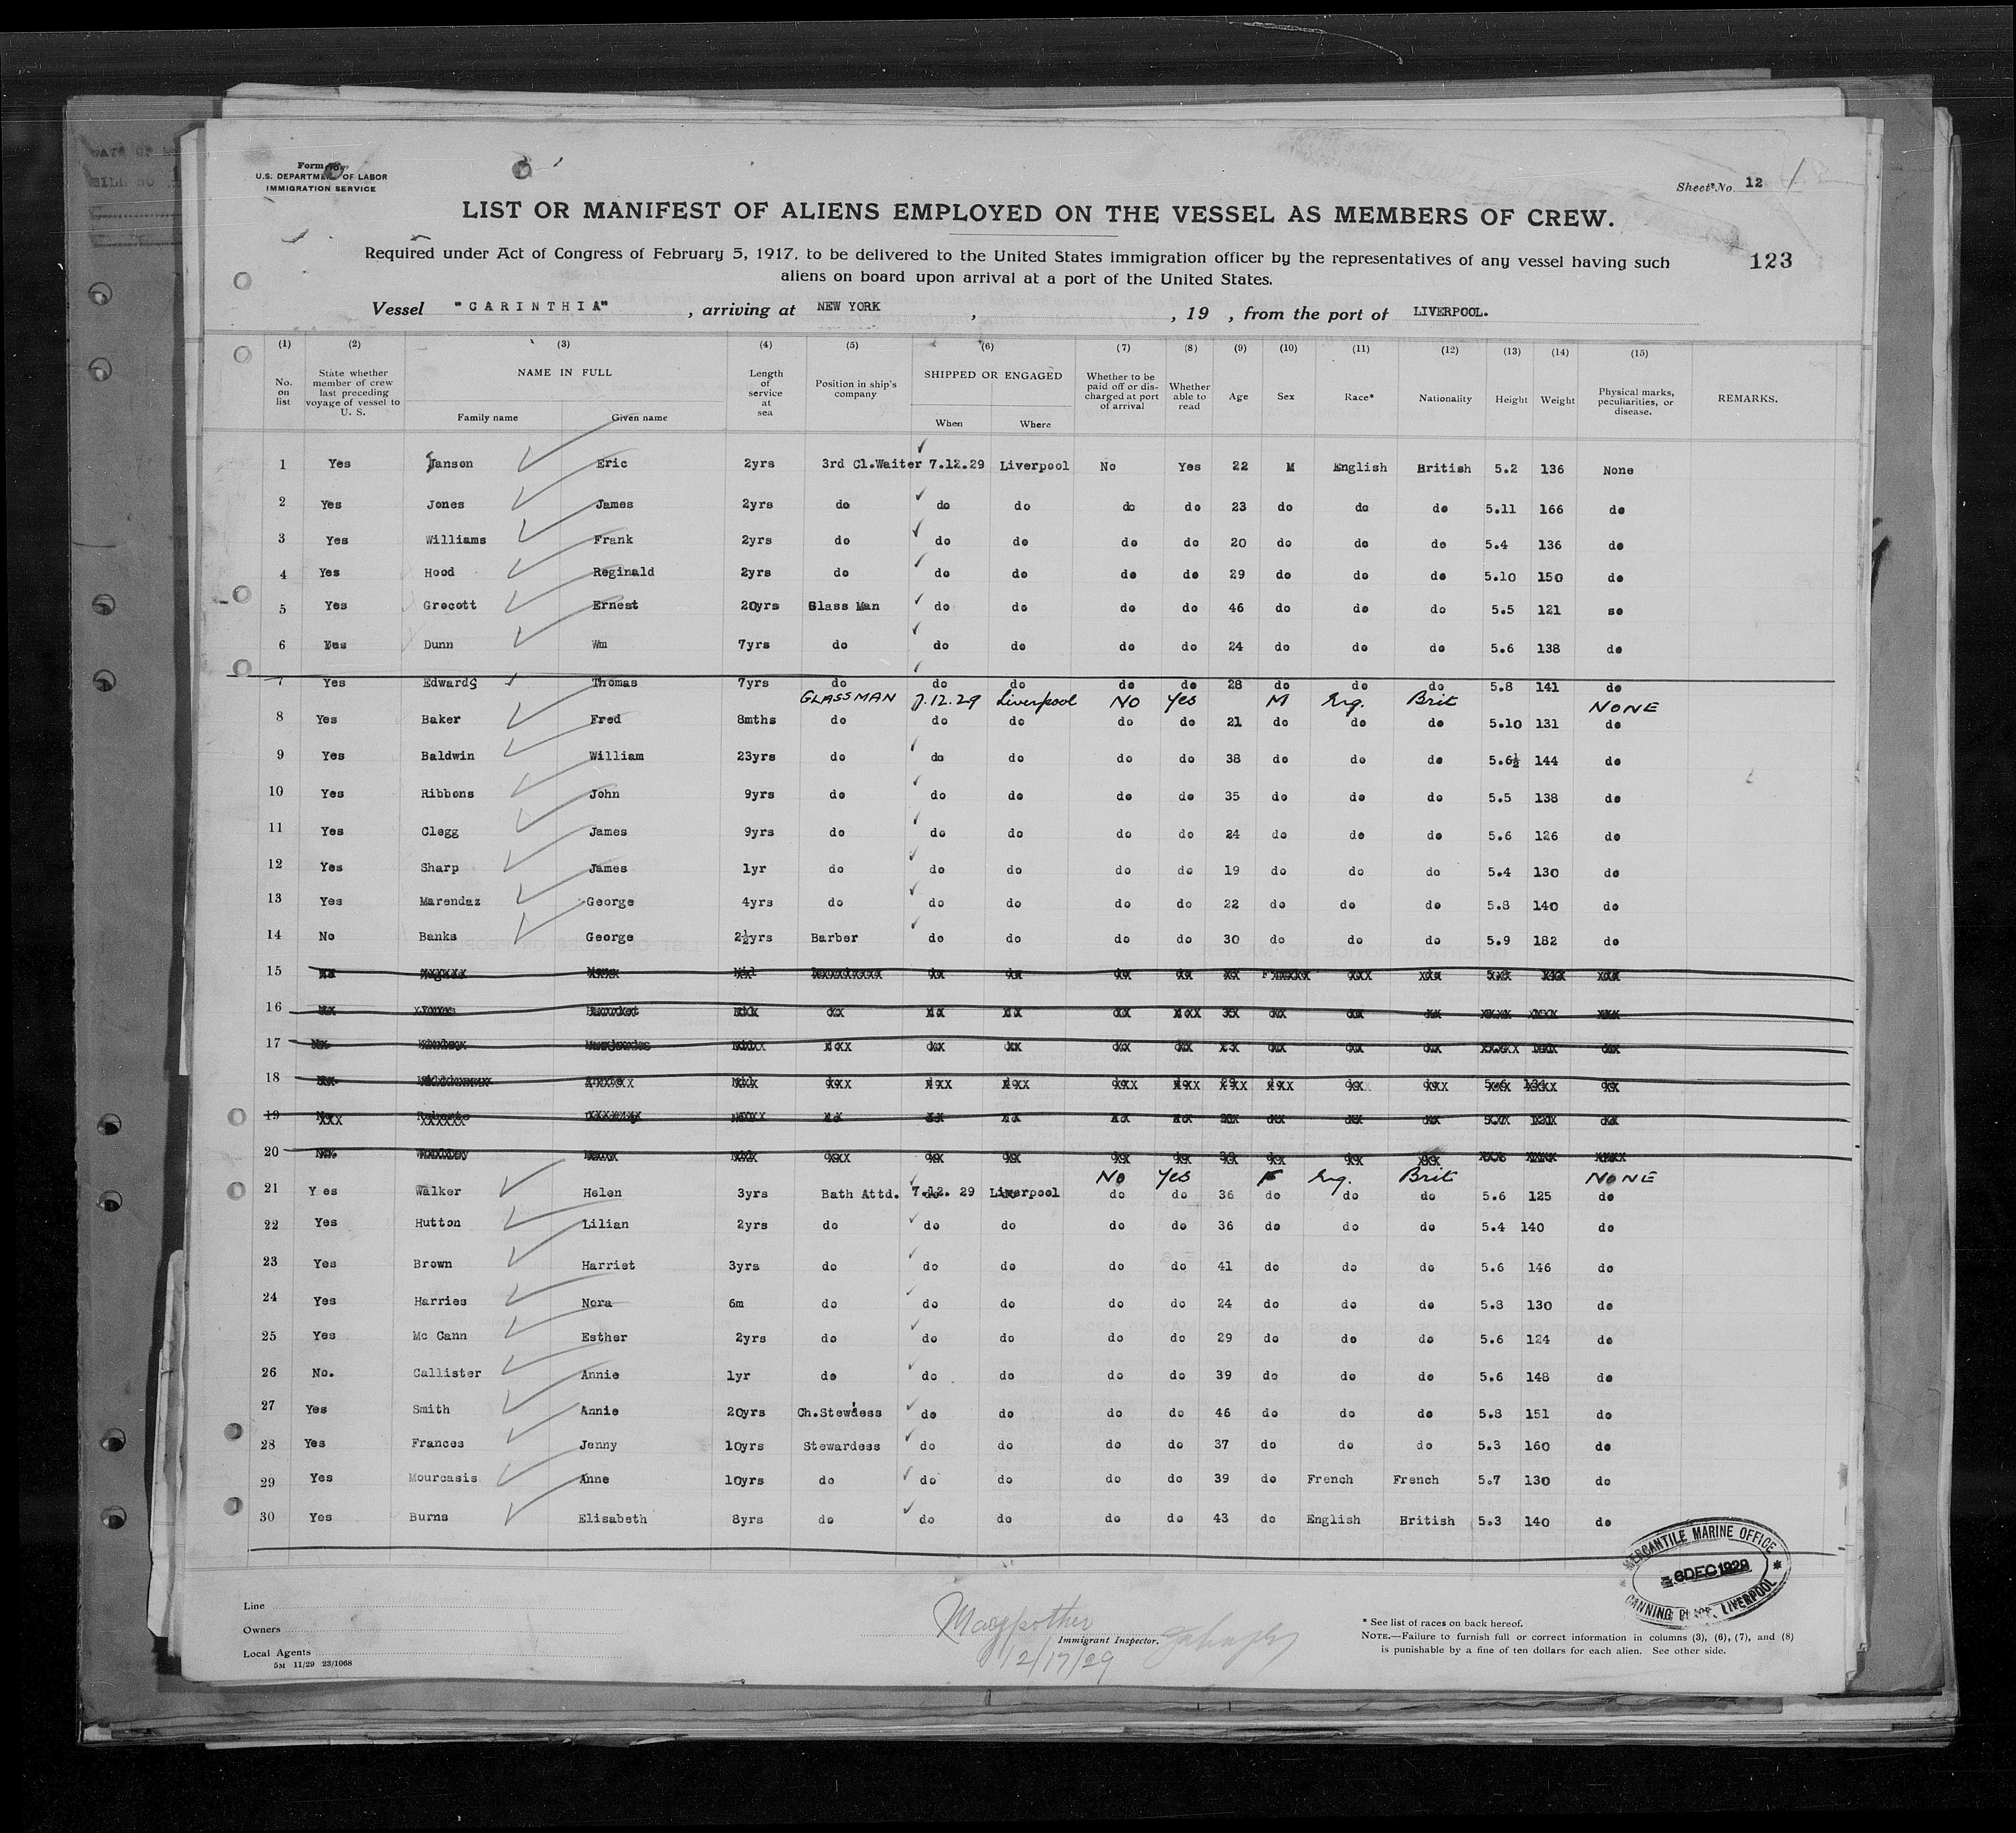 Form 689
U.S. DEPARTMENT OF LABOR
IMMIGRATION SERVICE
Sheet No. 12
LIST OR MANIFEST OF ALIENS EMPLOYED ON THE VESSEL AS MEMBERS OF CREW.
123
Required under Act of Congress of February 5, 1917, to be delivered to the United States immigration officer by the representatives of any vessel having such
aliens on board upon arrival at a port of the United States.
Vessel "CARINTHIA" , arriving at NEW YORK , , 19 , from the port of LIVERPOOL.
(1) (2) (3) (4) (5) (6) (7) (8) (9) (10) (11) (12) (13) (14) (15)
No. on list State whether member of crew last preceding voyage of vessel to U. S. NAME IN FULL Family name Given name Length of service at sea Position in ship's company SHIPPED OR ENGAGED When Where Whether to be paid off or discharged at port of arrival Whether able to read Age Sex Race* Nationality Height Weight Physical marks, peculiarities, or disease. REMARKS.
1 Yes Janson Eric 2yrs 3rd Cl.Waiter 7.12.29 Liverpool No Yes 22 M English British 5.2 136 None
2 Yes Jones James 2yrs do do do do do 23 do do do 5.11 166 do
3 Yes Williams Frank 2yrs do do do do do 20 do do do 5.4 136 do
4 Yes Hood Reginald 2yrs do do do do do 29 do do do 5.10 150 do
5 Yes Grocott Ernest 20yrs Glass Man do do do do 46 do do do 5.5 121 so
6 Yes Dunn Wm 7yrs do do do do do 24 do do do 5.6 138 do
7 Yes Edwards Thomas 7yrs do do do do do 28 do do do 5.8 141 do
GLASSMAN 7.12.29 Liverpool No Yes M Eng. Brit NONE
8 Yes Baker Fred 8mths do do do do do 21 do do do 5.10 131 do
9 Yes Baldwin William 23yrs do do do do do 38 do do do 5.6½ 144 do
10 Yes Ribbons John 9yrs do do do do do 35 do do do 5.5 138 do
11 Yes Clegg James 9yrs do do do do do 24 do do do 5.6 126 do
12 Yes Sharp James 1yr do do do do do 19 do do do 5.4 130 do
13 Yes Marendaz George 4yrs do do do do do 22 do do do 5.8 140 do
14 No Banks George 2½yrs Barber do do do do 30 do do do 5.9 182 do
15
16
17
18
19
20
No Yes F Eng. Brit NONE
21 Yes Walker Helen 3yrs Bath Attd. 7.12.29 Liverpool do do 36 do do do 5.6 125 do
22 Yes Hutton Lilian 2yrs do do do do do 36 do do do 5.4 140 do
23 Yes Brown Harriet 3yrs do do do do do 41 do do do 5.6 146 do
24 Yes Harries Nora 6m do do do do do 24 do do do 5.8 130 do
25 Yes Mc Cann Esther 2yrs do do do do do 29 do do do 5.6 124 do
26 No. Callister Annie 1yr do do do do do 39 do do do 5.6 148 do
27 Yes Smith Annie 20yrs Ch.Stewdess do do do do 46 do do do 5.8 151 do
28 Yes Frances Jenny 10yrs Stewardess do do do do 37 do do do 5.3 160 do
29 Yes Mourcasis Anne 10yrs do do do do do 39 do French French 5.7 130 do
30 Yes Burns Elisabeth 8yrs do do do do do 43 do English British 5.3 140 do
MERCANTILE MARINE OFFICE
6DEC1929
CANNING PLACE, LIVERPOOL
Line
Owners
Local Agents
5M 11/29 23/1068
Immigrant Inspector.
12/17/29
* See list of races on back hereof.
NOTE.—Failure to furnish full or correct information in columns (3), (6), (7), and (8)
is punishable by a fine of ten dollars for each alien. See other side.